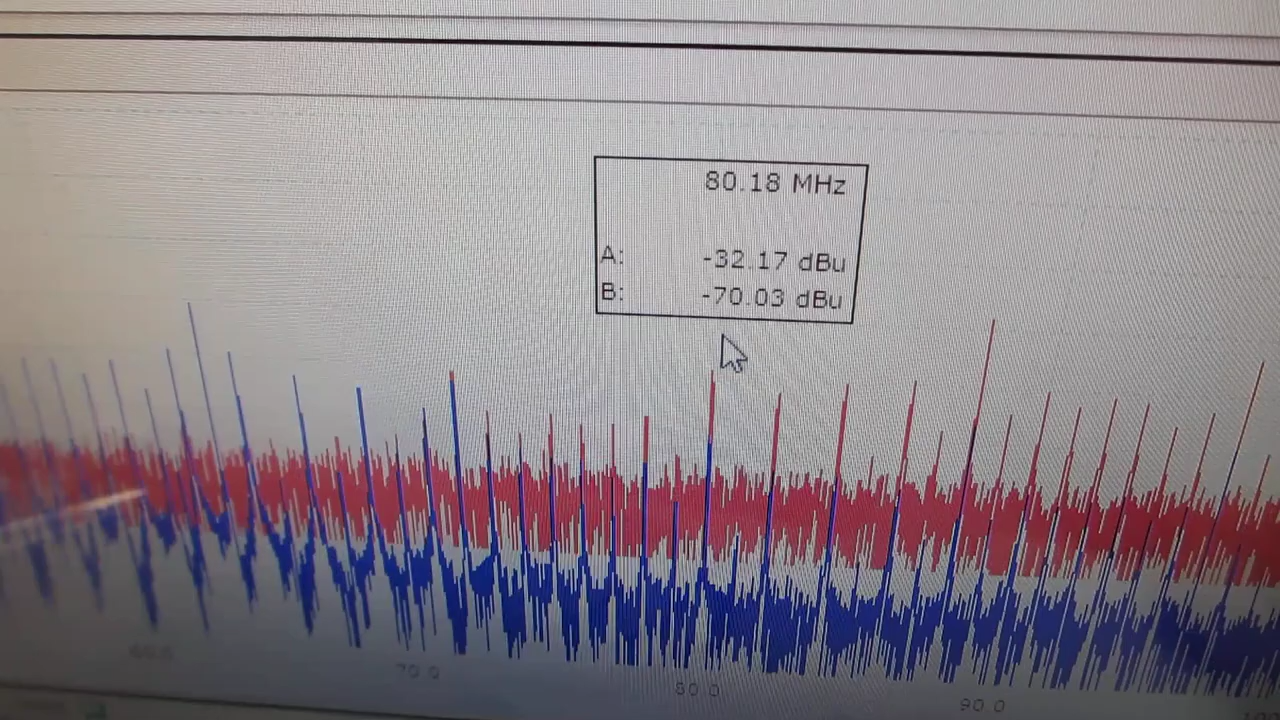 80.18 MHz
A: -32.17 dBu
B: -70.03 dBu
70.0
80.0
90.0